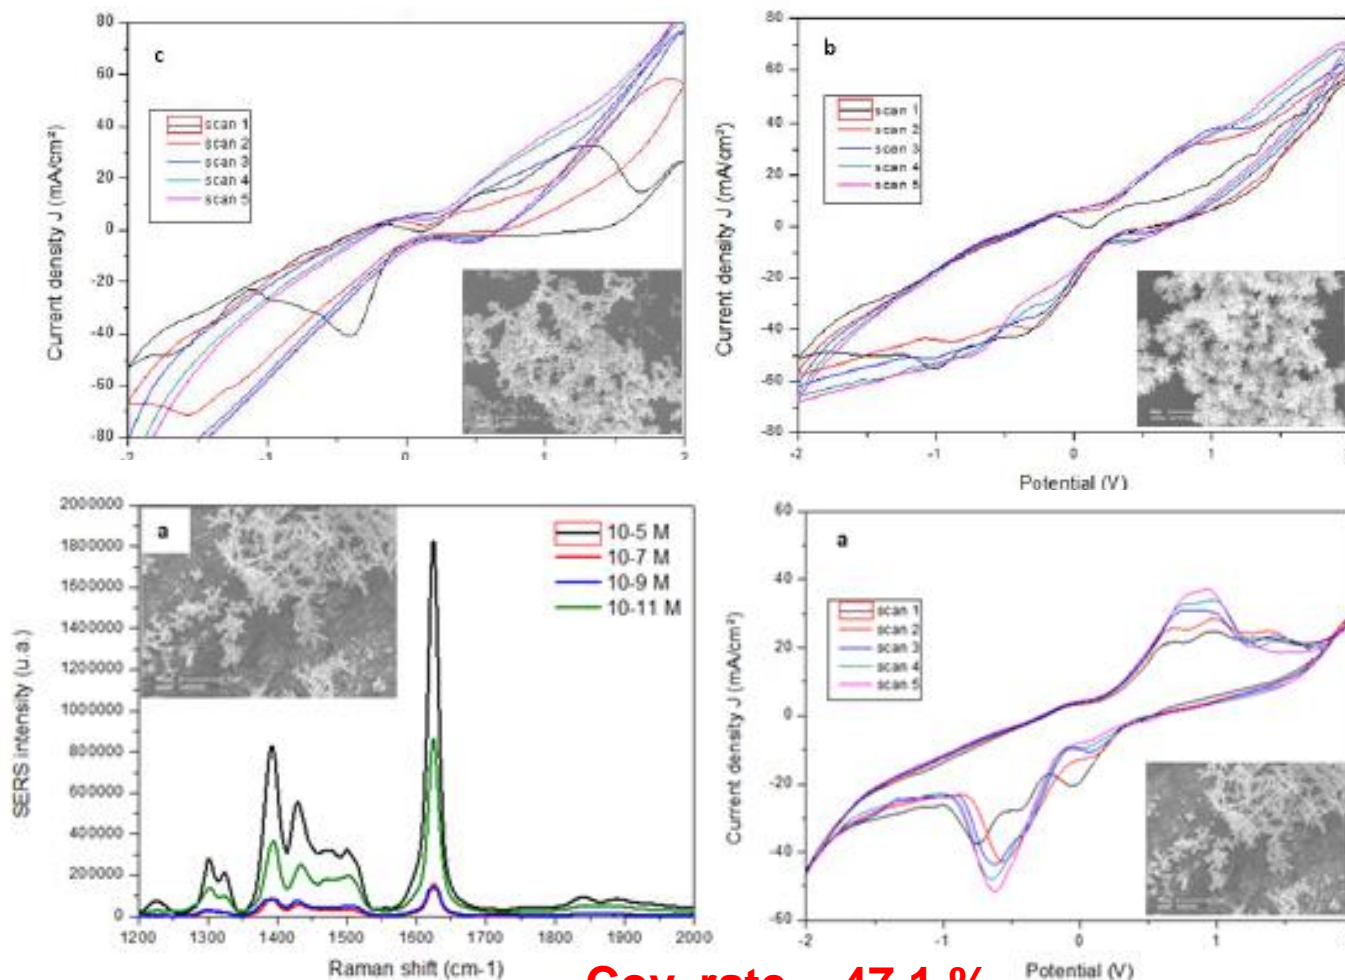 c
80
60
40
20
0
-20
-40
-60
-80
Current density J (mA/cm²)
scan 1
scan 2
scan 3
scan 4
scan 5
-2
-1
0
1
2
b
80
60
40
20
0
-20
-40
-60
-80
Current density J (mA/cm²)
scan 1
scan 2
scan 3
scan 4
scan 5
-2
-1
0
1
Potential (V)
a
2000000
1800000
1600000
1400000
1200000
1000000
800000
600000
400000
200000
0
SERS intensity (u.a.)
10-5 M
10-7 M
10-9 M
10-11 M
1200
1300
1400
1500
1600
1700
1800
1900
2000
Raman shift (cm-1)
a
60
40
20
0
-20
-40
-60
Current density J (mA/cm²)
scan 1
scan 2
scan 3
scan 4
scan 5
-2
-1
0
1
Potential (V)
47.1 %